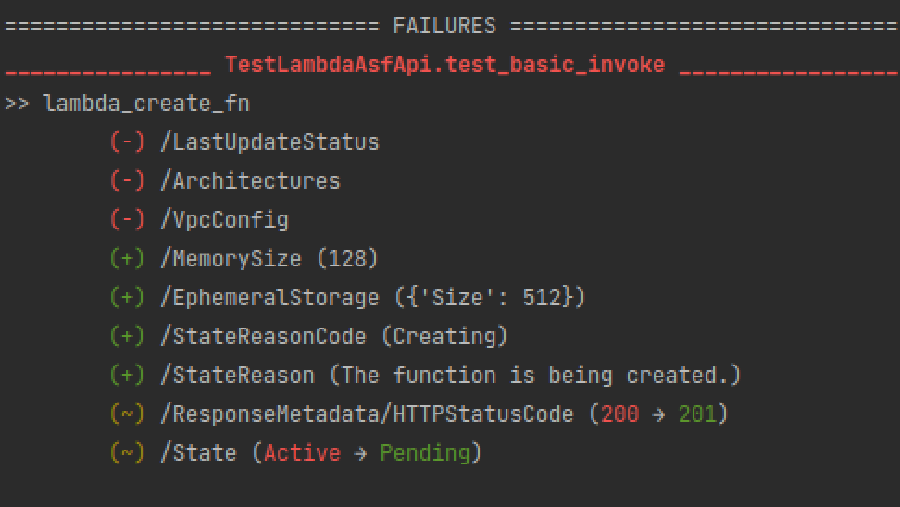 ============================= FAILURES ==============================
________________ TestLambdaAsfApi.test_basic_invoke _________________
>> lambda_create_fn
(-) /LastUpdateStatus
(-) /Architectures
(-) /VpcConfig
(+) /MemorySize (128)
(+) /EphemeralStorage ({'Size': 512})
(+) /StateReasonCode (Creating)
(+) /StateReason (The function is being created.)
(~) /ResponseMetadata/HTTPStatusCode (200 → 201)
(~) /State (Active → Pending)